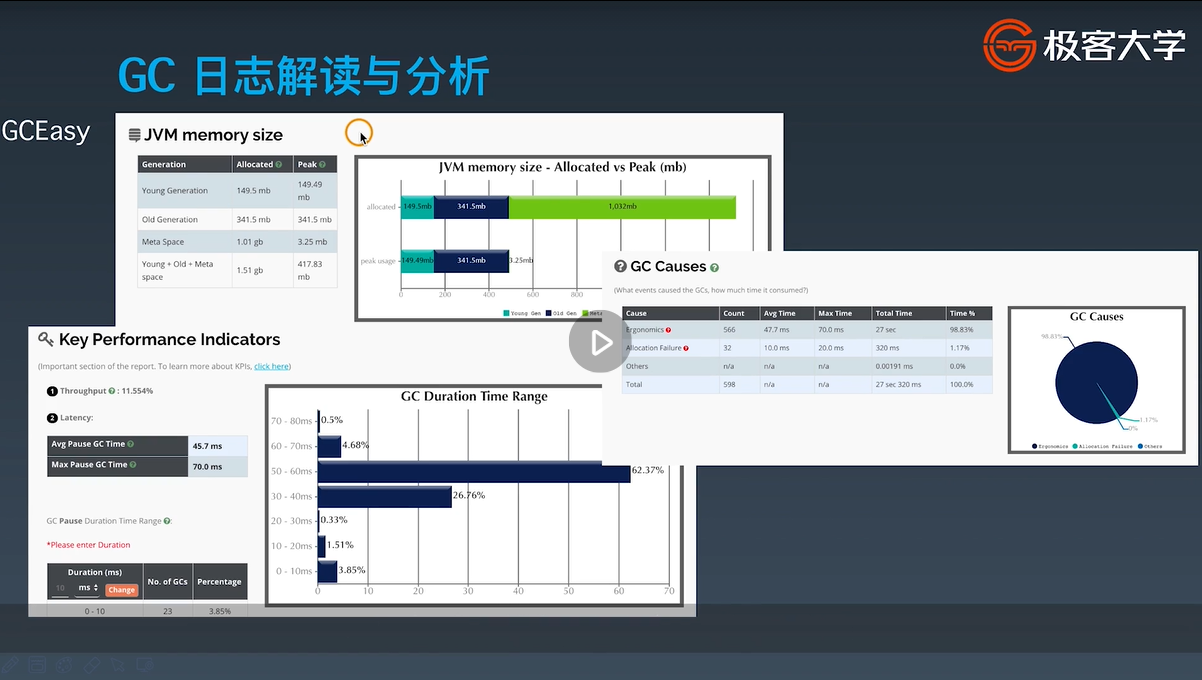 极客大学
GC 日志解读与分析
GCEasy
JVM memory size
Generation Allocated Peak
Young Generation 149.5 mb 149.49 mb
Old Generation 341.5 mb 341.5 mb
Meta Space 1.01 gb 3.25 mb
Young + Old + Meta space 1.51 gb 417.83 mb
JVM memory size - Allocated vs Peak (mb)
allocated 149.5mb 341.5mb 1,032mb
peak usage 149.49mb 341.5mb 3.25mb
0 200 400 600 800
Young Gen Old Gen Meta
GC Causes
(What events caused the GCs, how much time it consumed?)
Cause Count Avg Time Max Time Total Time Time %
Ergonomics 566 47.7 ms 70.0 ms 27 sec 98.83%
Allocation Failure 32 10.0 ms 20.0 ms 320 ms 1.17%
Others n/a n/a n/a 0.00191 ms 0.0%
Total 598 n/a n/a 27 sec 320 ms 100.0%
GC Causes
98.83%
1.17%
0%
Ergonomics Allocation Failure Others
Key Performance Indicators
(Important section of the report. To learn more about KPIs, click here)
1 Throughput : 11.554%
2 Latency:
Avg Pause GC Time 45.7 ms
Max Pause GC Time 70.0 ms
GC Pause Duration Time Range :
*Please enter Duration
Duration (ms) No. of GCs Percentage
10 ms Change
0 - 10 23 3.85%
GC Duration Time Range
70 - 80ms 0.5%
60 - 70ms 4.68%
50 - 60ms 62.37%
30 - 40ms 26.76%
20 - 30ms 0.33%
10 - 20ms 1.51%
0 - 10ms 3.85%
0 10 20 30 40 50 60 70